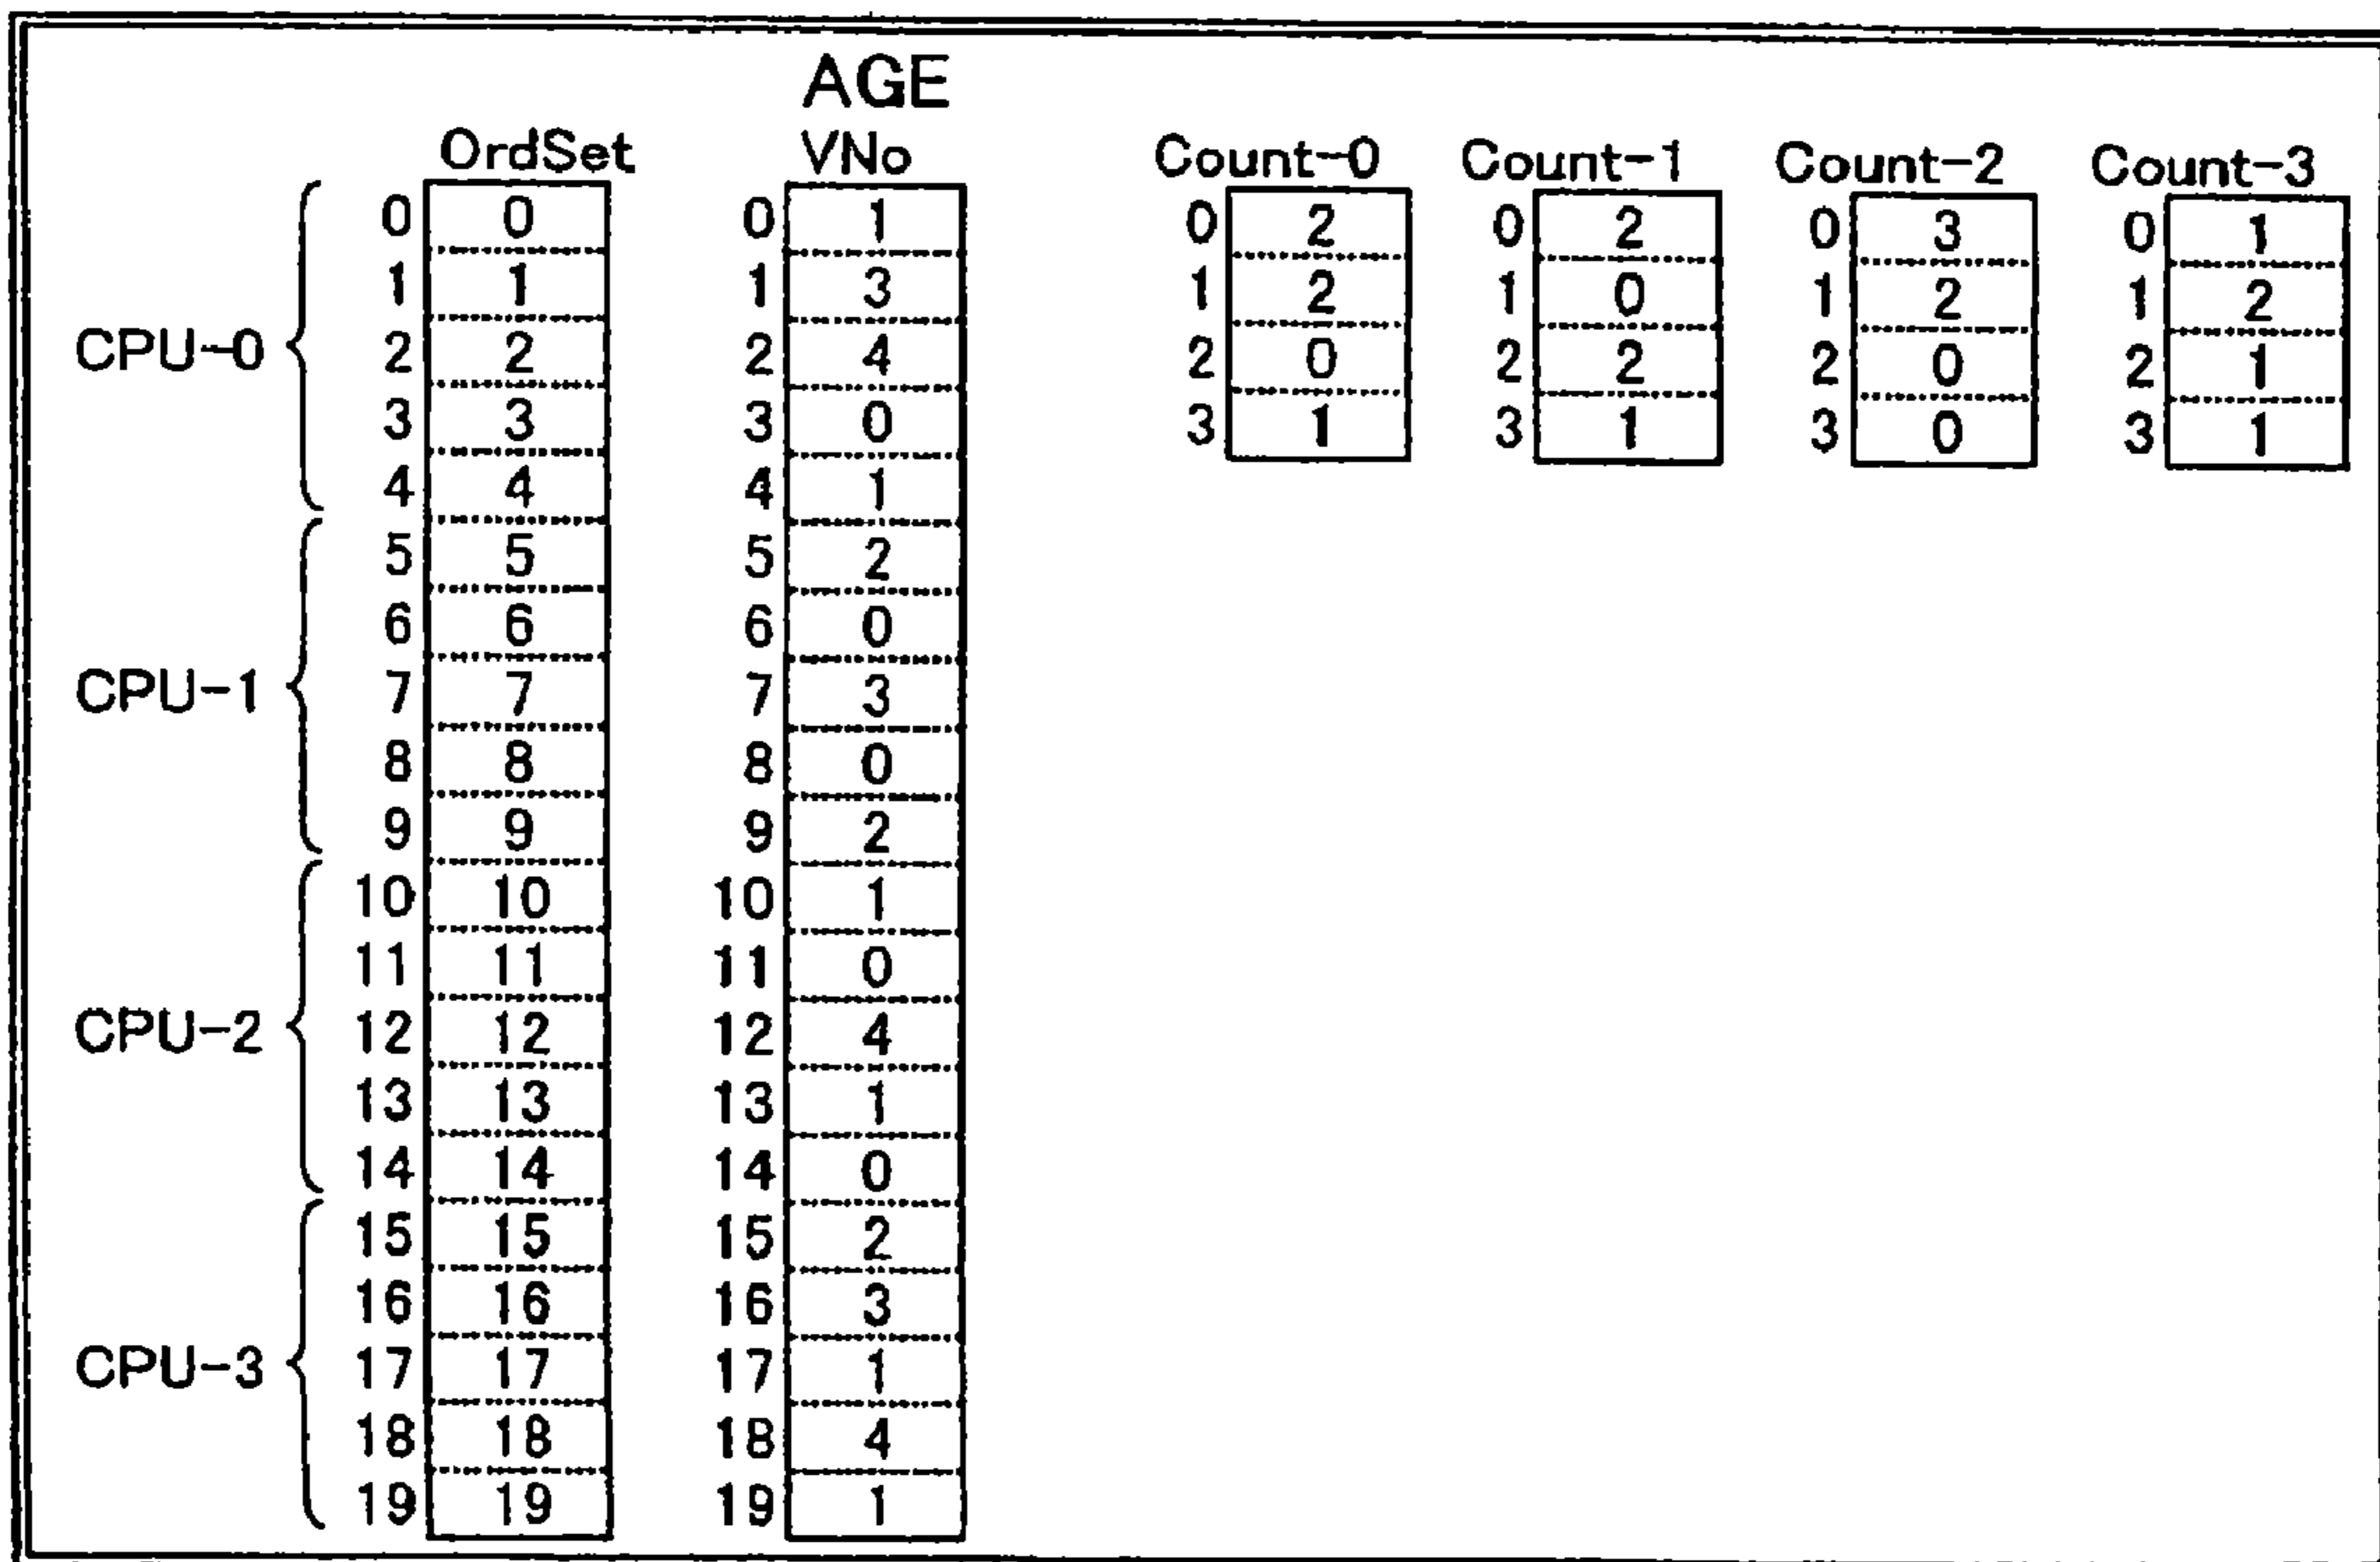 AGE
OrdSet VNo Count-0 Count-1 Count-2 Count-3
0 0 0 1 0 2 0 2 0 3 0 1
1 1 1 3 1 2 1 0 1 2 1 2
CPU-0 2 2 2 4 2 0 2 2 2 0 2 1
3 3 3 0 3 1 3 1 3 0 3 1
4 4 4 1
5 5 5 2
6 6 6 0
CPU-1 7 7 7 3
8 8 8 0
9 9 9 2
10 10 10 1
11 11 11 0
CPU-2 12 12 12 4
13 13 13 1
14 14 14 0
15 15 15 2
16 16 16 3
CPU-3 17 17 17 1
18 18 18 4
19 19 19 1